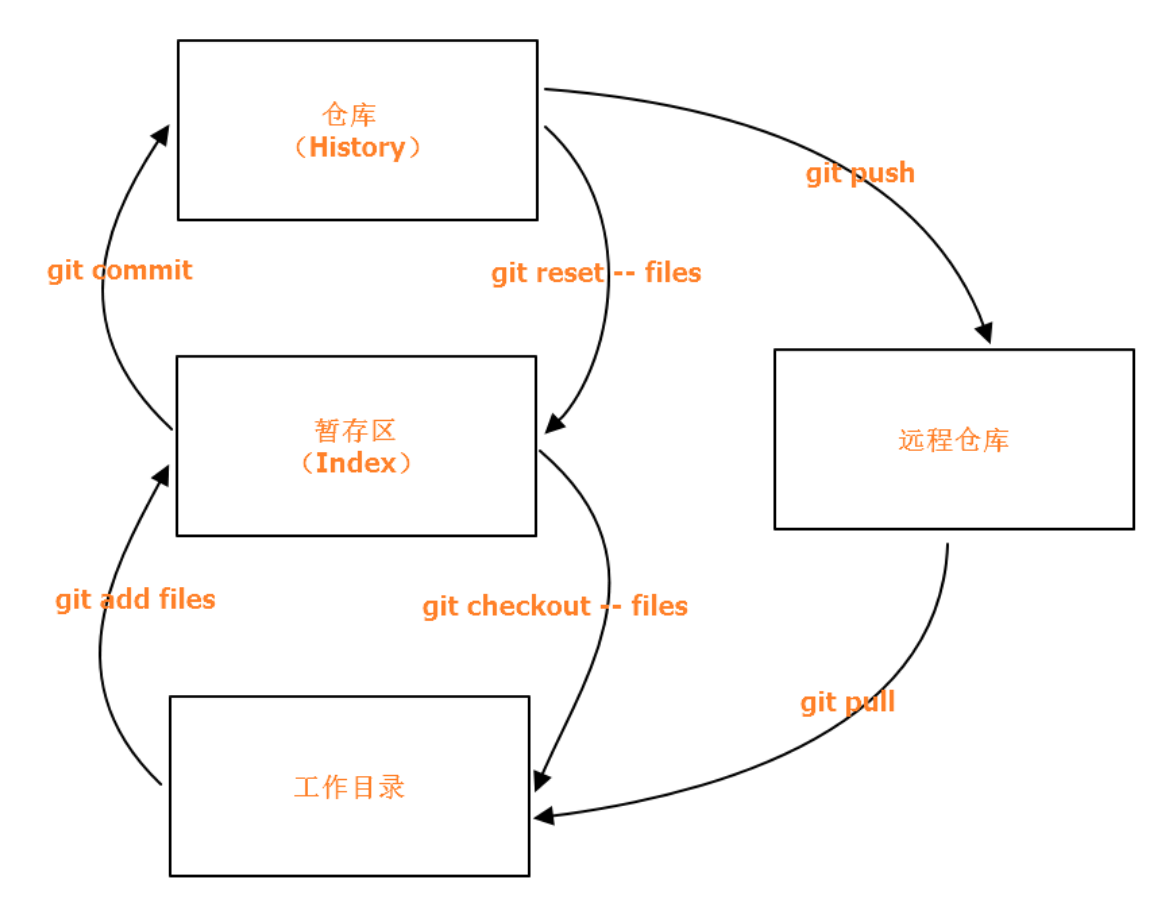 仓库
（History）
git push
git commit
git reset -- files
暂存区
（Index）
远程仓库
git add files
git checkout -- files
git pull
工作目录